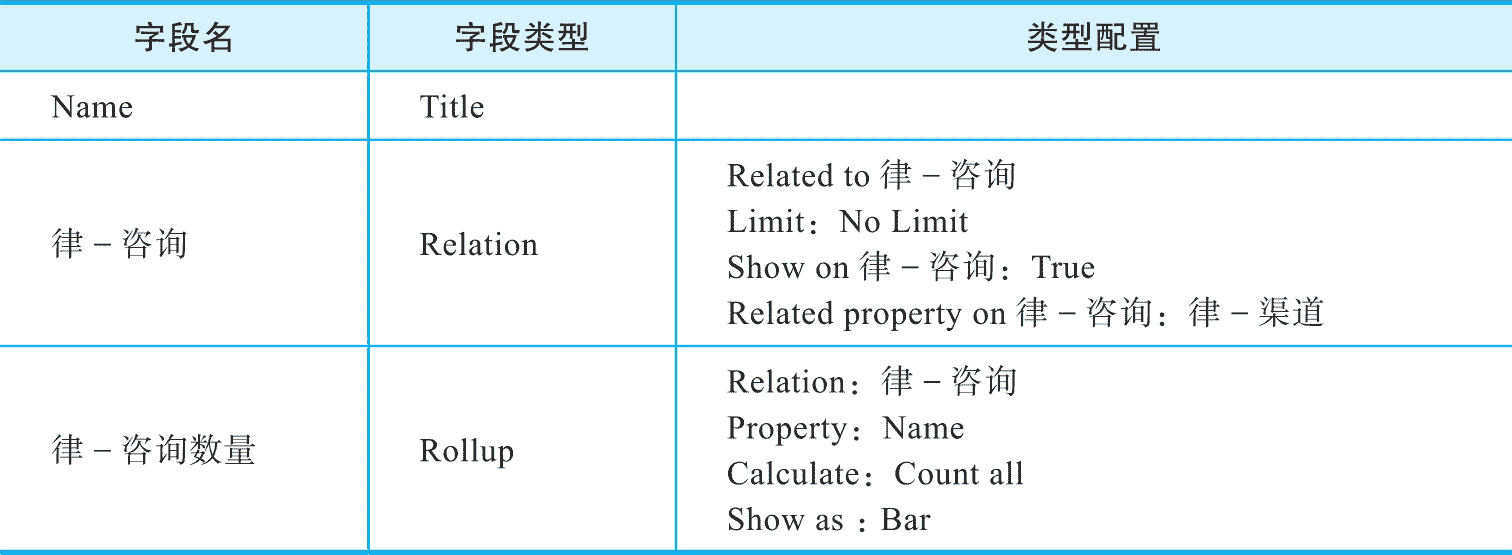 字段名 字段类型 类型配置
Name Title
律－咨询 Relation
Related to 律－咨询
Limit：No Limit
Show on 律－咨询：True
Related property on 律－咨询：律－渠道
律－咨询数量 Rollup
Relation：律－咨询
Property：Name
Calculate：Count all
Show as ：Bar